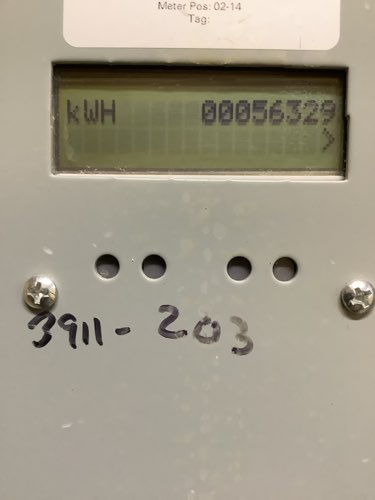 Meter Pos: 02-14
Tag:
kWH 00056329
>
3911-203